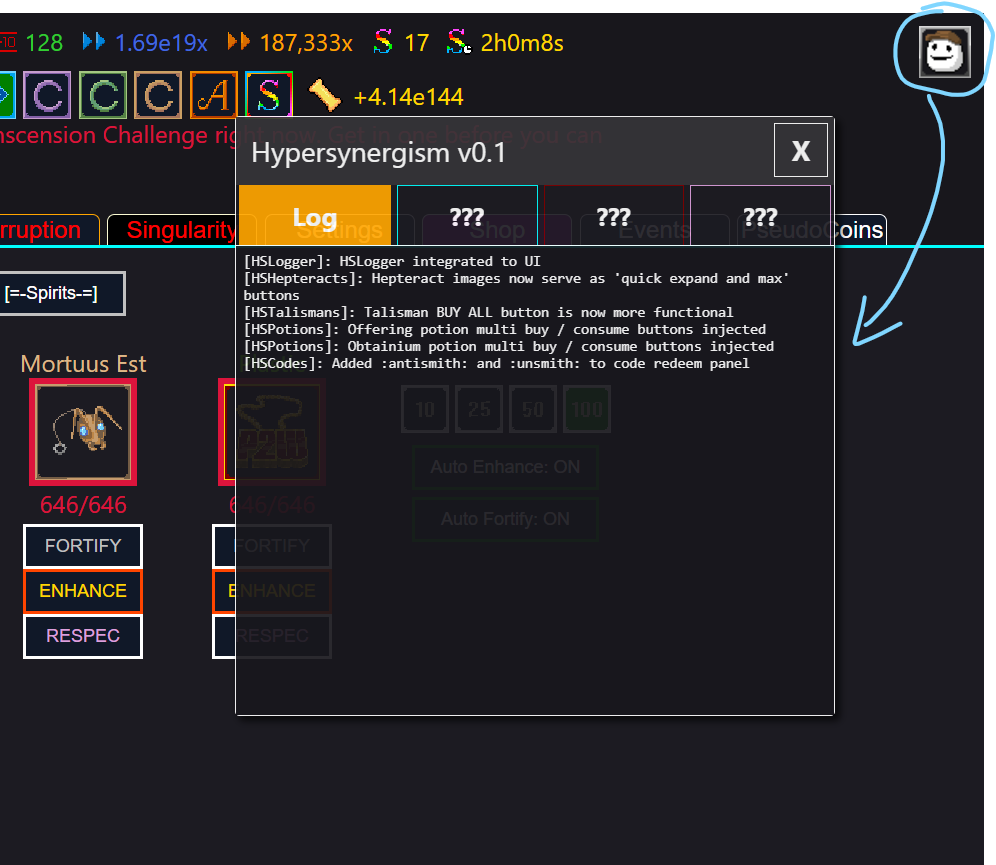 128 1.69e19x 187,333x 17 2h0m8s
C C C A S +4.14e144
nscension Challenge right now. Get in one before you can.
Hypersynergism v0.1 X
Log ??? ??? ???
rruption Singularity Settings Shop Events PseudoCoins
[HSLogger]: HSLogger integrated to UI
[HSHepteracts]: Hepteract images now serve as 'quick expand and max'
buttons
[HSTalismans]: Talisman BUY ALL button is now more functional
[HSPotions]: Offering potion multi buy / consume buttons injected
[HSPotions]: Obtainium potion multi buy / consume buttons injected
[HSCodes]: Added :antismith: and :unsmith: to code redeem panel
[=-Spirits-=]
Mortuus Est
10 25 50 100
Auto Enhance: ON
Auto Fortify: ON
646/646 646/646
FORTIFY FORTIFY
ENHANCE ENHANCE
RESPEC RESPEC